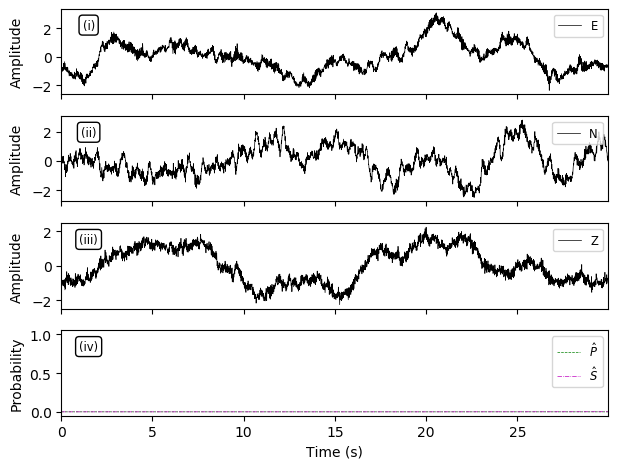 Amplitude
2
0
−2
(i)
E
Amplitude
2
0
−2
(ii)
N
Amplitude
2
0
−2
(iii)
Z
Probability
1.0
0.5
0.0
(iv)
P̂
Ŝ
0 5 10 15 20 25
Time (s)